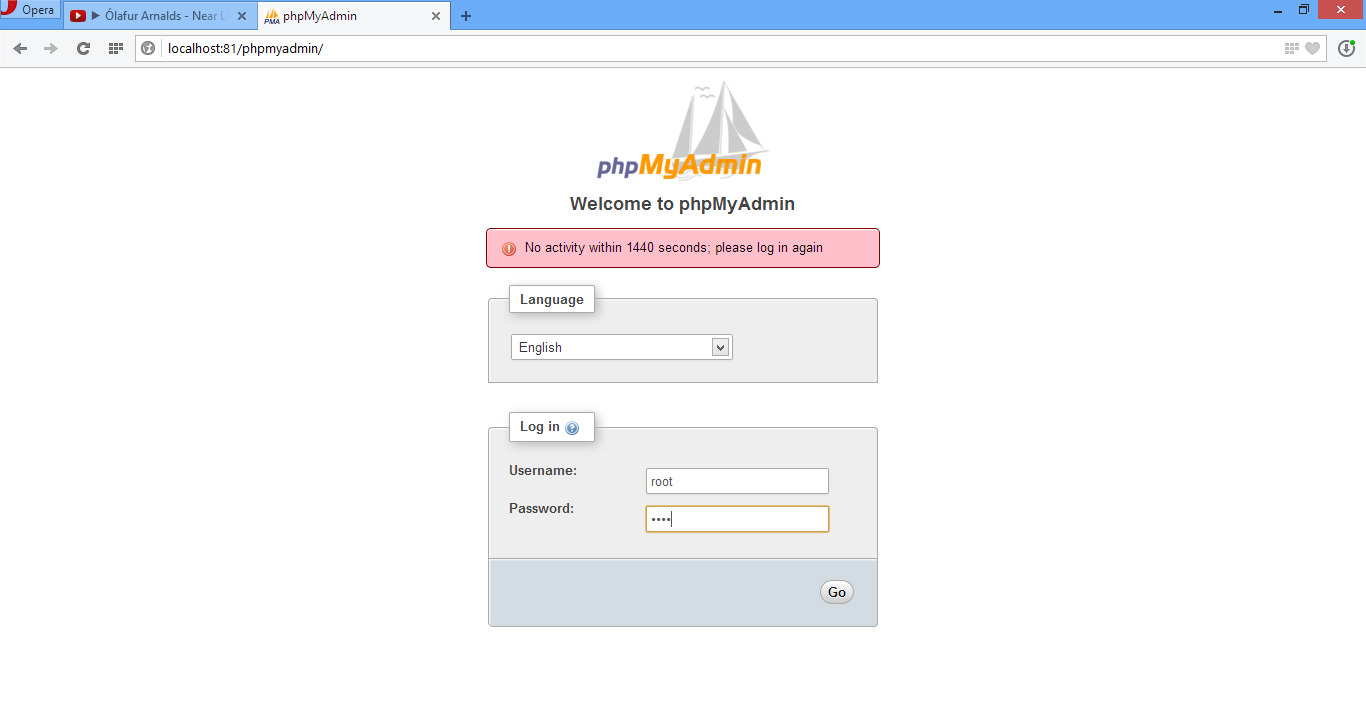 Opera
Ólafur Arnalds - Near Li
phpMyAdmin
localhost:81/phpmyadmin/
phpMyAdmin
Welcome to phpMyAdmin
No activity within 1440 seconds; please log in again
Language
English
Log in
Username:
root
Password:
••••
Go